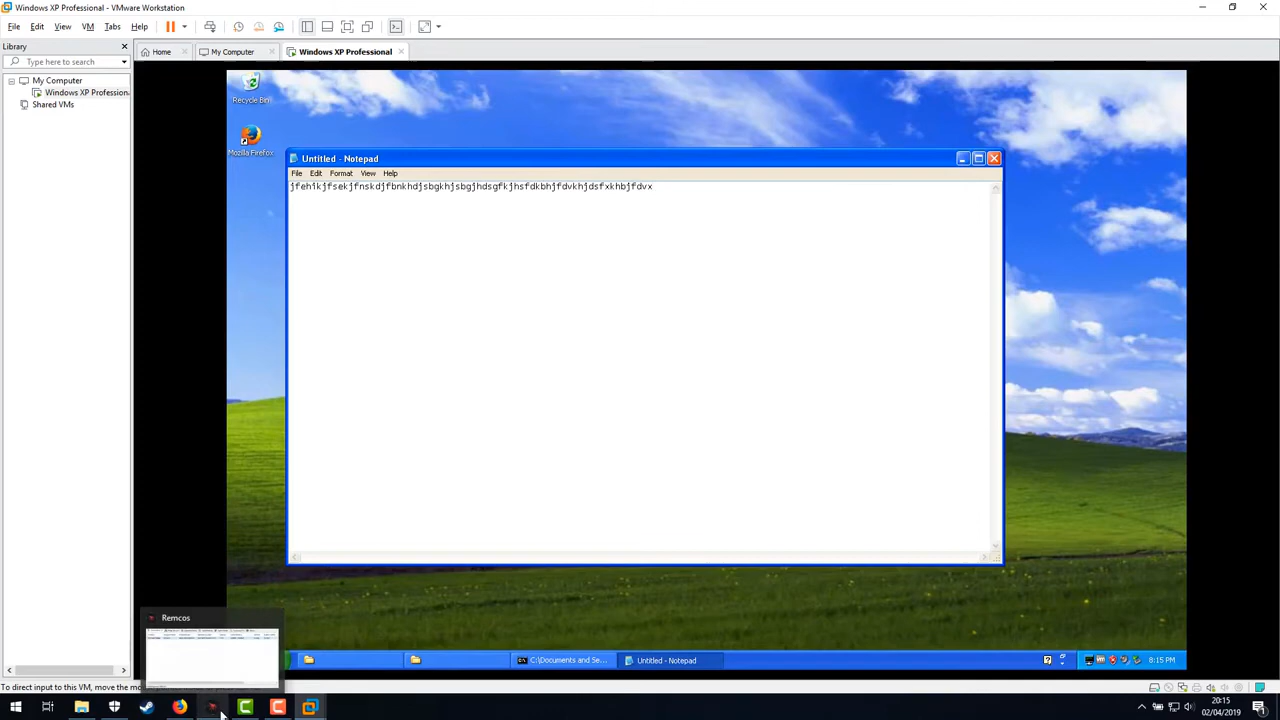 Windows XP Professional - VMware Workstation
File Edit View VM Tabs Help
Library
Home
My Computer
Windows XP Professional
Type here to search
My Computer
Windows XP Profession
Shared VMs
Recycle Bin
Mozilla Firefox
Untitled - Notepad
File Edit Format View Help
jfehikjfsekjfnskdjfbnkhdjsbgkhjsbgjhdsgfkjhsfdkbhjfdvkhjdsfxkhbjfdvx
Remcos
C:\Documents and Se...
Untitled - Notepad
8:15 PM
To direct input to this VM, move the mo
20:15
02/04/2019